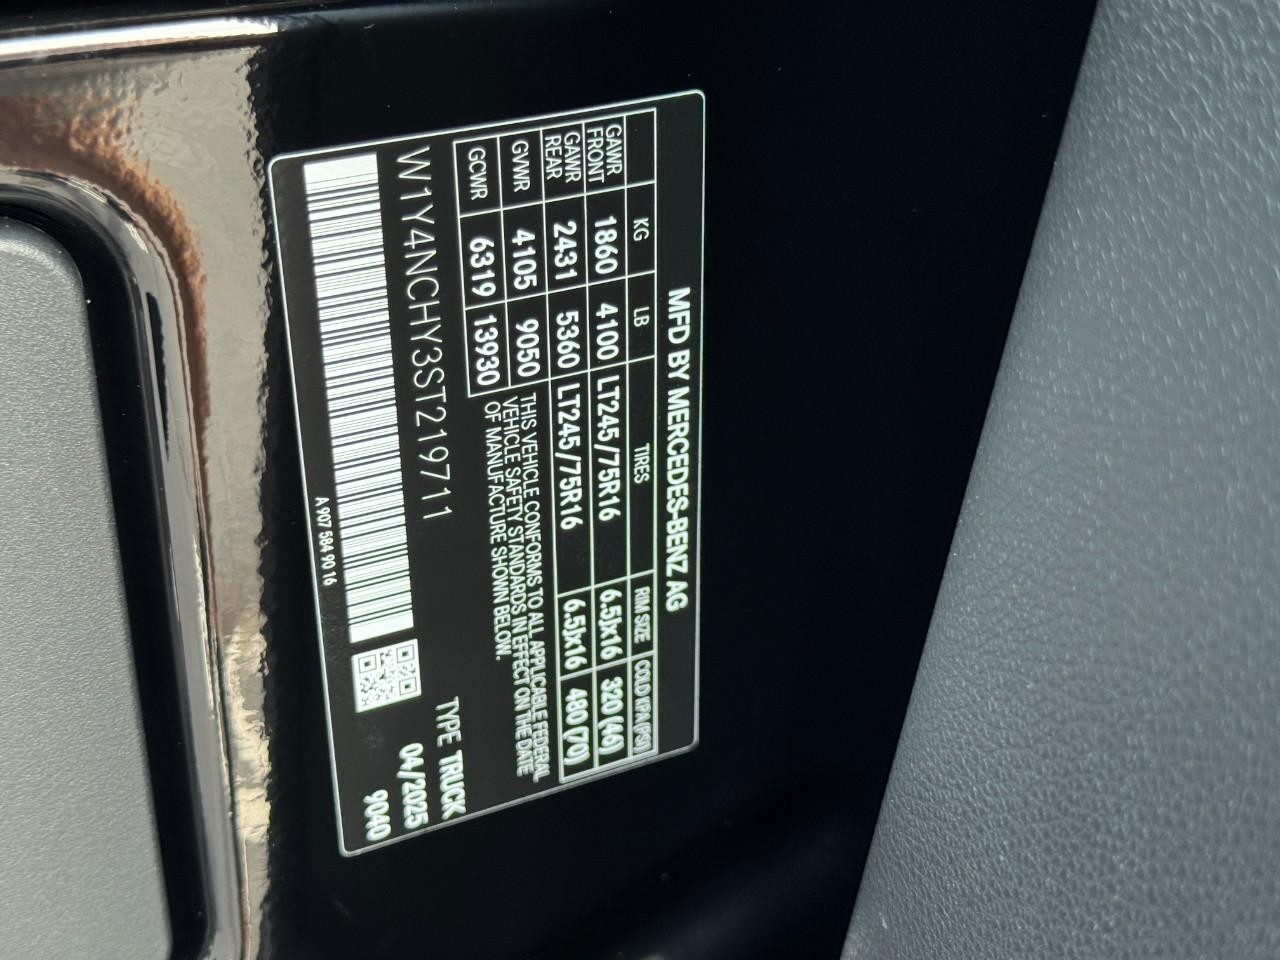 MFD BY MERCEDES-BENZ AG
KG LB TIRES RIM SIZE COLD KPA(PSI)
GAWR FRONT 1860 4100 LT245/75R16 6.5Jx16 320 (46)
GAWR REAR 2431 5360 LT245/75R16 6.5Jx16 480 (70)
GVWR 4105 9050
GCWR 6319 13930
THIS VEHICLE CONFORMS TO ALL APPLICABLE FEDERAL
VEHICLE SAFETY STANDARDS IN EFFECT ON THE DATE
OF MANUFACTURE SHOWN BELOW.
W1Y4NCHY3ST219711
TYPE TRUCK
04/2025
9040
A 907 584 90 16